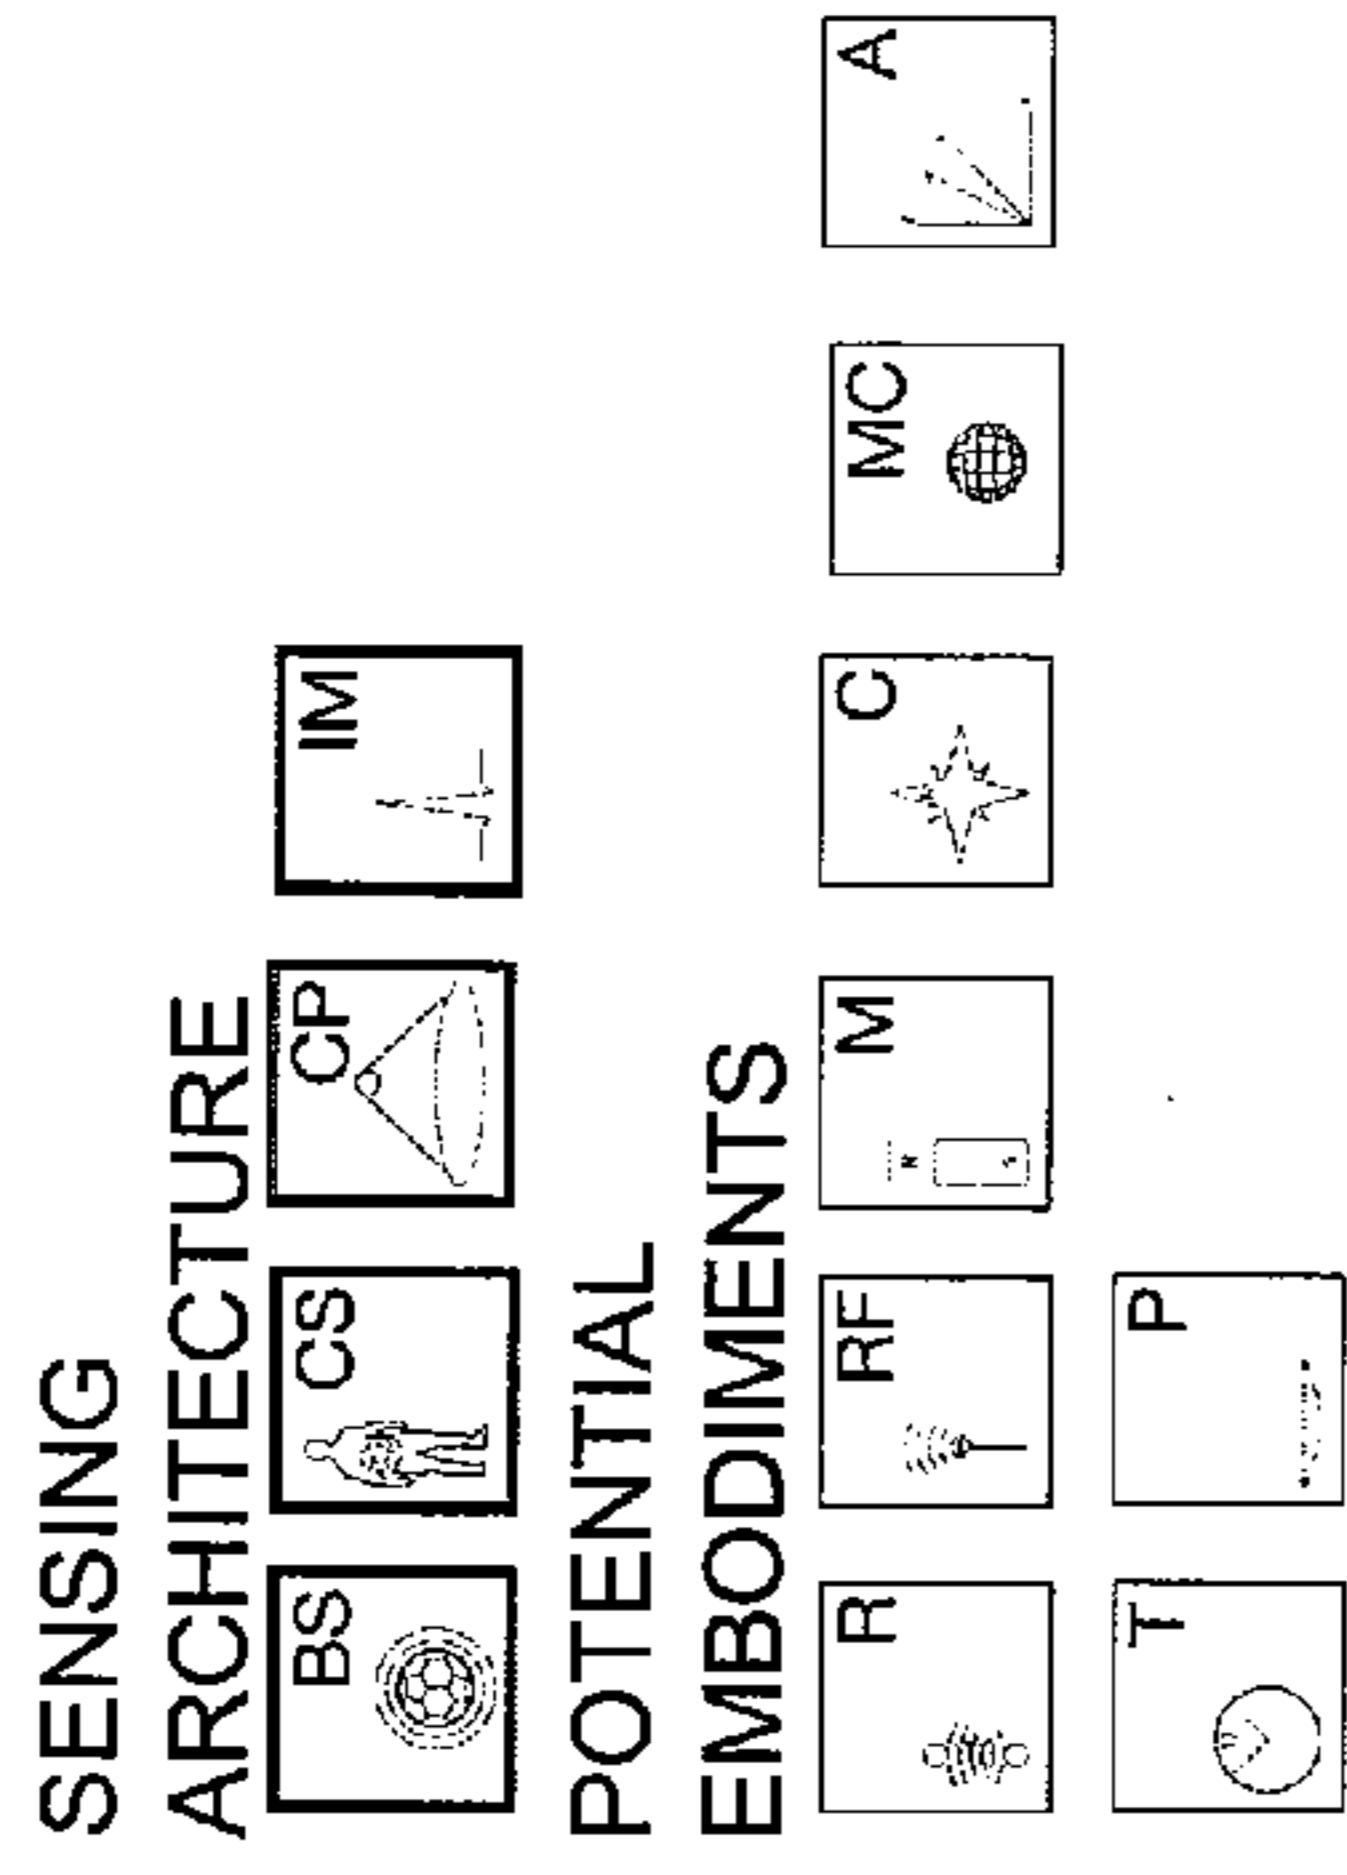 SENSING
ARCHITECTURE
BS
CS
CP
IM
POTENTIAL
EMBODIMENTS
R
RF
M
N
S
C
MC
A
T
P